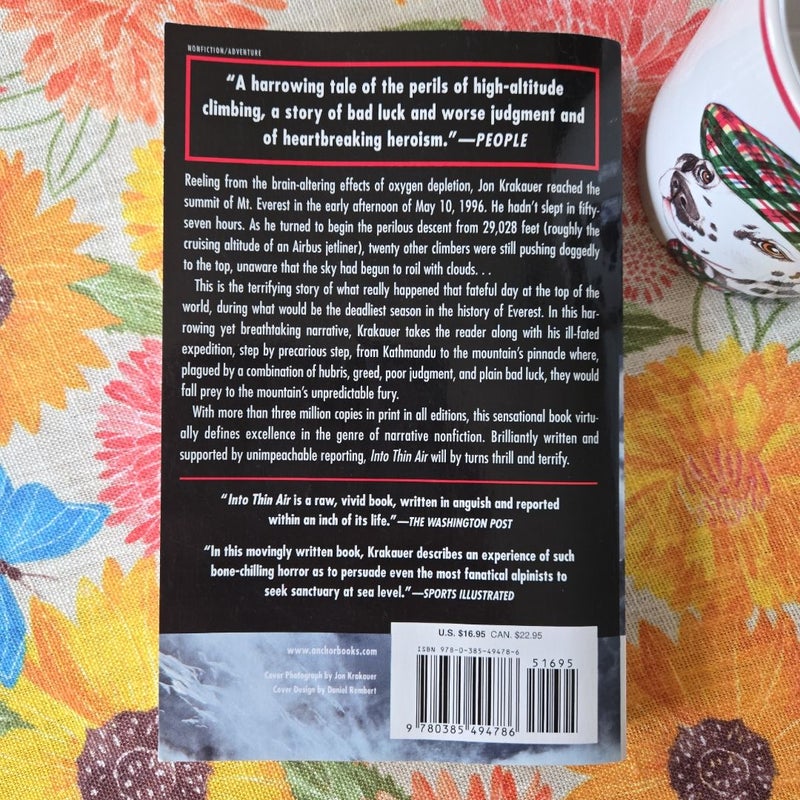 NONFICTION/ADVENTURE
“A harrowing tale of the perils of high-altitude
climbing, a story of bad luck and worse judgment and
of heartbreaking heroism.”—PEOPLE
Reeling from the brain-altering effects of oxygen depletion, Jon Krakauer reached the
summit of Mt. Everest in the early afternoon of May 10, 1996. He hadn't slept in fifty-
seven hours. As he turned to begin the perilous descent from 29,028 feet (roughly the
cruising altitude of an Airbus jetliner), twenty other climbers were still pushing doggedly
to the top, unaware that the sky had begun to roil with clouds. . .
This is the terrifying story of what really happened that fateful day at the top of the
world, during what would be the deadliest season in the history of Everest. In this har-
rowing yet breathtaking narrative, Krakauer takes the reader along with his ill-fated
expedition, step by precarious step, from Kathmandu to the mountain's pinnacle where,
plagued by a combination of hubris, greed, poor judgment, and plain bad luck, they would
fall prey to the mountain's unpredictable fury.
With more than three million copies in print in all editions, this sensational book virtu-
ally defines excellence in the genre of narrative nonfiction. Brilliantly written and
supported by unimpeachable reporting, Into Thin Air will by turns thrill and terrify.
“Into Thin Air is a raw, vivid book, written in anguish and reported
within an inch of its life.”—THE WASHINGTON POST
“In this movingly written book, Krakauer describes an experience of such
bone-chilling horror as to persuade even the most fanatical alpinists to
seek sanctuary at sea level.”—SPORTS ILLUSTRATED
www.anchorbooks.com
Cover Photograph by Jon Krakauer
Cover Design by Daniel Rembert
U.S. $16.95 CAN. $22.95
ISBN 978-0-385-49478-6
51695
9 780385 494786